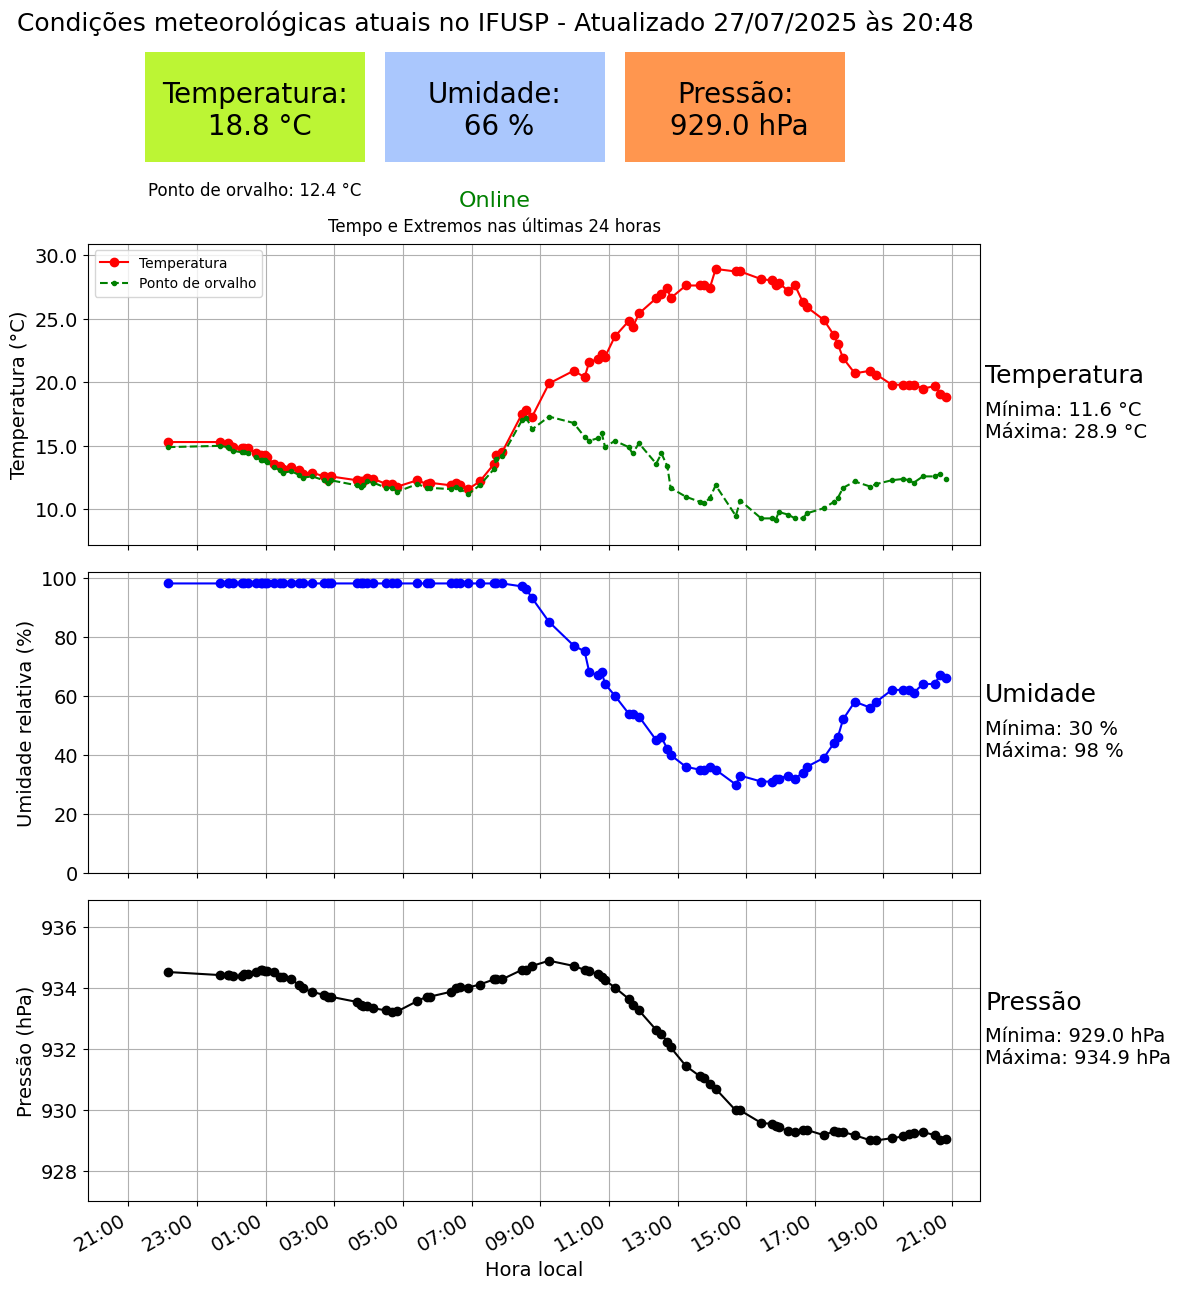 Condições meteorológicas atuais no IFUSP - Atualizado 27/07/2025 às 20:48
Temperatura:
18.8 °C
Umidade:
66 %
Pressão:
929.0 hPa
Ponto de orvalho: 12.4 °C
Online
Tempo e Extremos nas últimas 24 horas
Temperatura (°C)
30.0
25.0
20.0
15.0
10.0
Temperatura
Ponto de orvalho
Temperatura
Mínima: 11.6 °C
Máxima: 28.9 °C
Umidade relativa (%)
100
80
60
40
20
0
Umidade
Mínima: 30 %
Máxima: 98 %
Pressão (hPa)
936
934
932
930
928
Pressão
Mínima: 929.0 hPa
Máxima: 934.9 hPa
21:00 23:00 01:00 03:00 05:00 07:00 09:00 11:00 13:00 15:00 17:00 19:00 21:00
Hora local